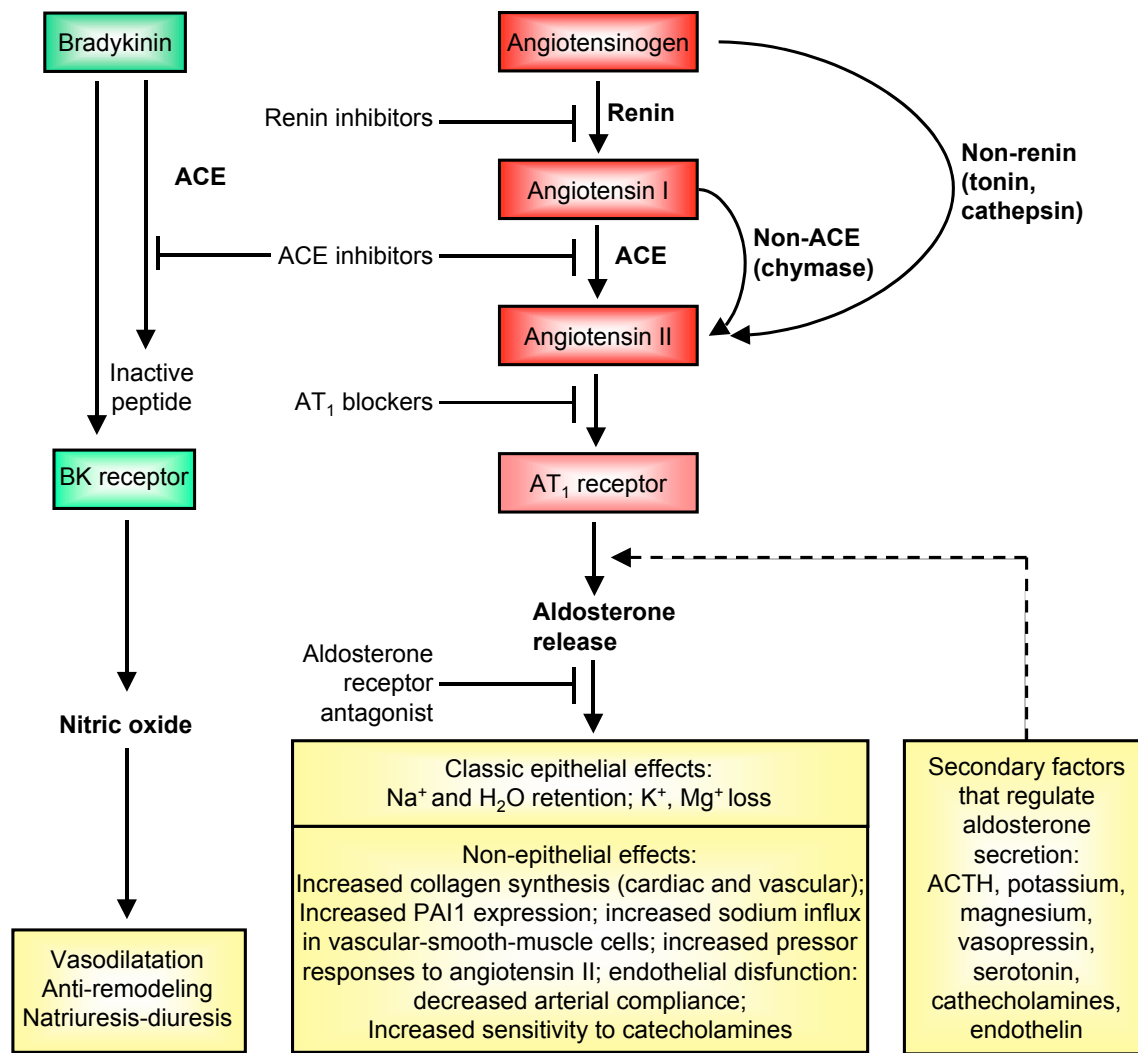 Bradykinin
Angiotensinogen
Renin inhibitors
Renin
Non-renin
(tonin,
cathepsin)
ACE
Angiotensin I
Non-ACE
(chymase)
ACE inhibitors
ACE
Angiotensin II
Inactive
peptide
AT₁ blockers
BK receptor
AT₁ receptor
Aldosterone
release
Aldosterone
receptor
antagonist
Nitric oxide
Classic epithelial effects:
Na⁺ and H₂O retention; K⁺, Mg⁺ loss
Non-epithelial effects:
Increased collagen synthesis (cardiac and vascular);
Increased PAI1 expression; increased sodium influx
in vascular-smooth-muscle cells; increased pressor
responses to angiotensin II; endothelial disfunction:
decreased arterial compliance;
Increased sensitivity to catecholamines
Secondary factors
that regulate
aldosterone
secretion:
ACTH, potassium,
magnesium,
vasopressin,
serotonin,
cathecholamines,
endothelin
Vasodilatation
Anti-remodeling
Natriuresis-diuresis